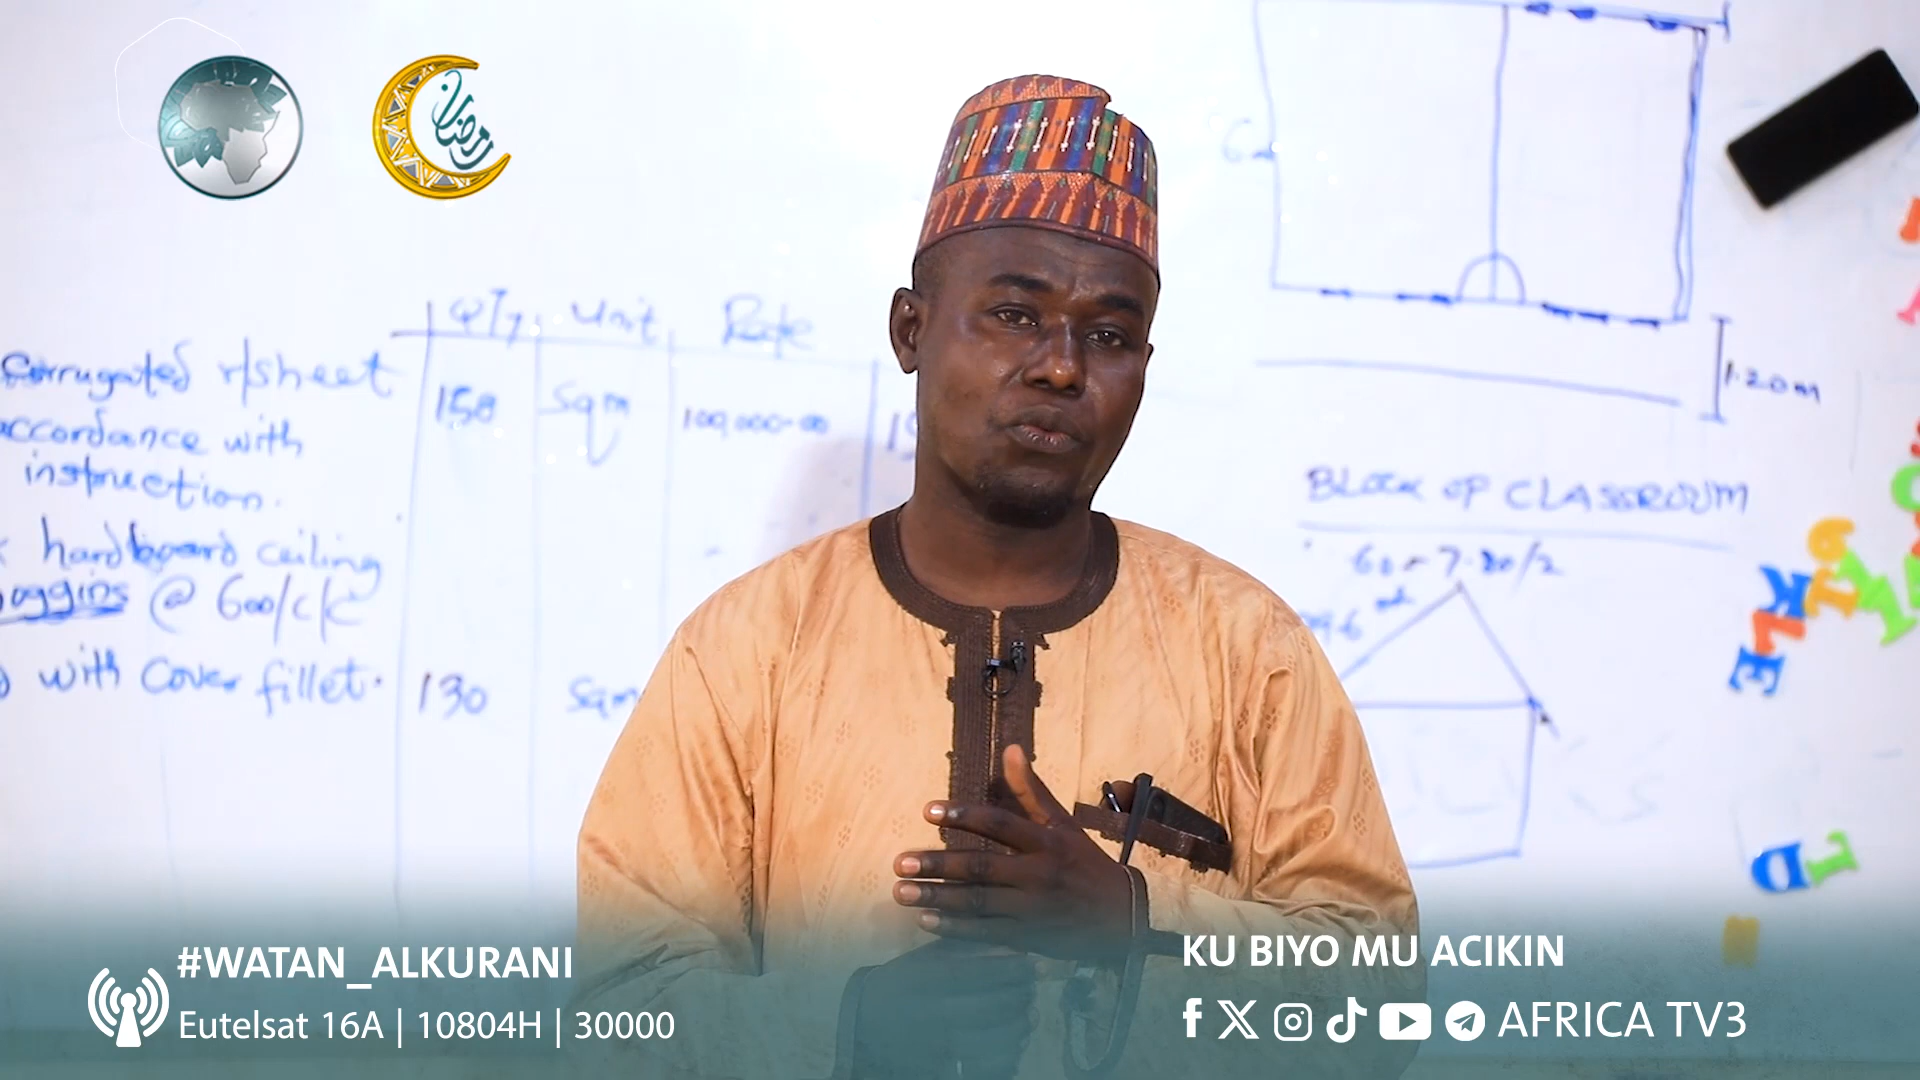 رمضان
QTy Unit Rate
Corrugated r/sheet
158 Sqm 100,000-00
accordance with
instruction.
hardboard ceiling
@ 600/c/c
with cover fillet.
130 Sqm
1.20m
BLOCK OF CLASSROOM
#WATAN_ALKURANI
Eutelsat 16A | 10804H | 30000
KU BIYO MU ACIKIN
AFRICA TV3